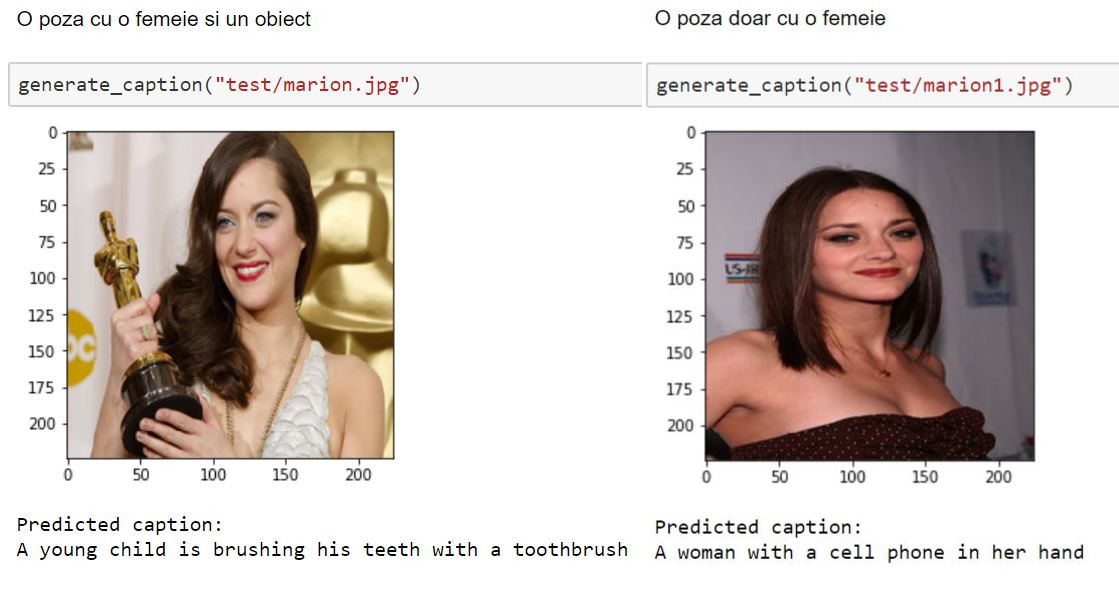 O poza cu o femeie si un obiect
generate_caption("test/marion.jpg")
0
25
50
75
100
125
150
175
200
0 50 100 150 200
Predicted caption:
A young child is brushing his teeth with a toothbrush
O poza doar cu o femeie
generate_caption("test/marion1.jpg")
0
25
50
75
100
125
150
175
200
0 50 100 150 200
Predicted caption:
A woman with a cell phone in her hand